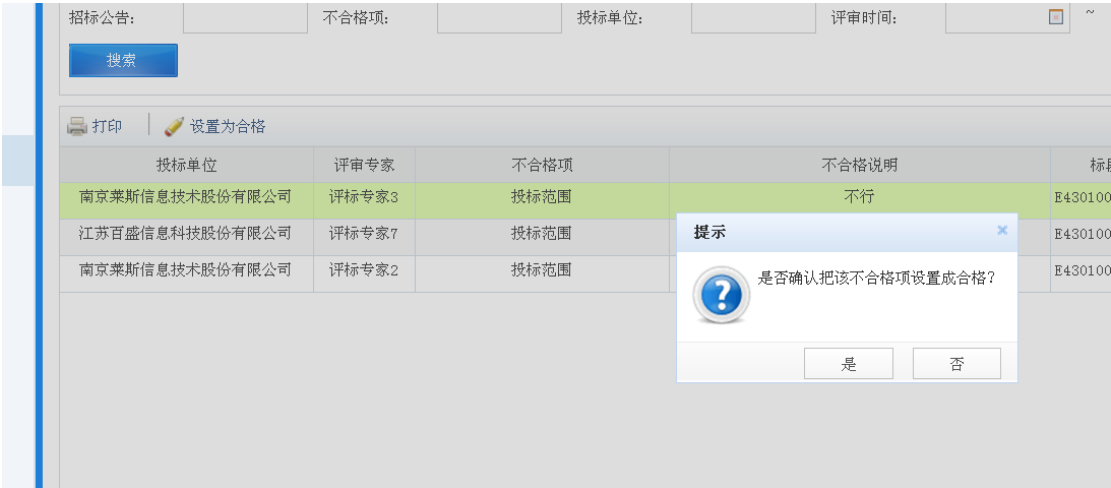 招标公告: 不合格项: 投标单位: 评审时间: ~
搜索
打印 设置为合格
投标单位 评审专家 不合格项 不合格说明
南京莱斯信息技术股份有限公司 评标专家3 投标范围 不行 E430100
江苏百盛信息科技股份有限公司 评标专家7 投标范围 E430100
南京莱斯信息技术股份有限公司 评标专家2 投标范围 E430100
提示
是否确认把该不合格项设置成合格?
是 否